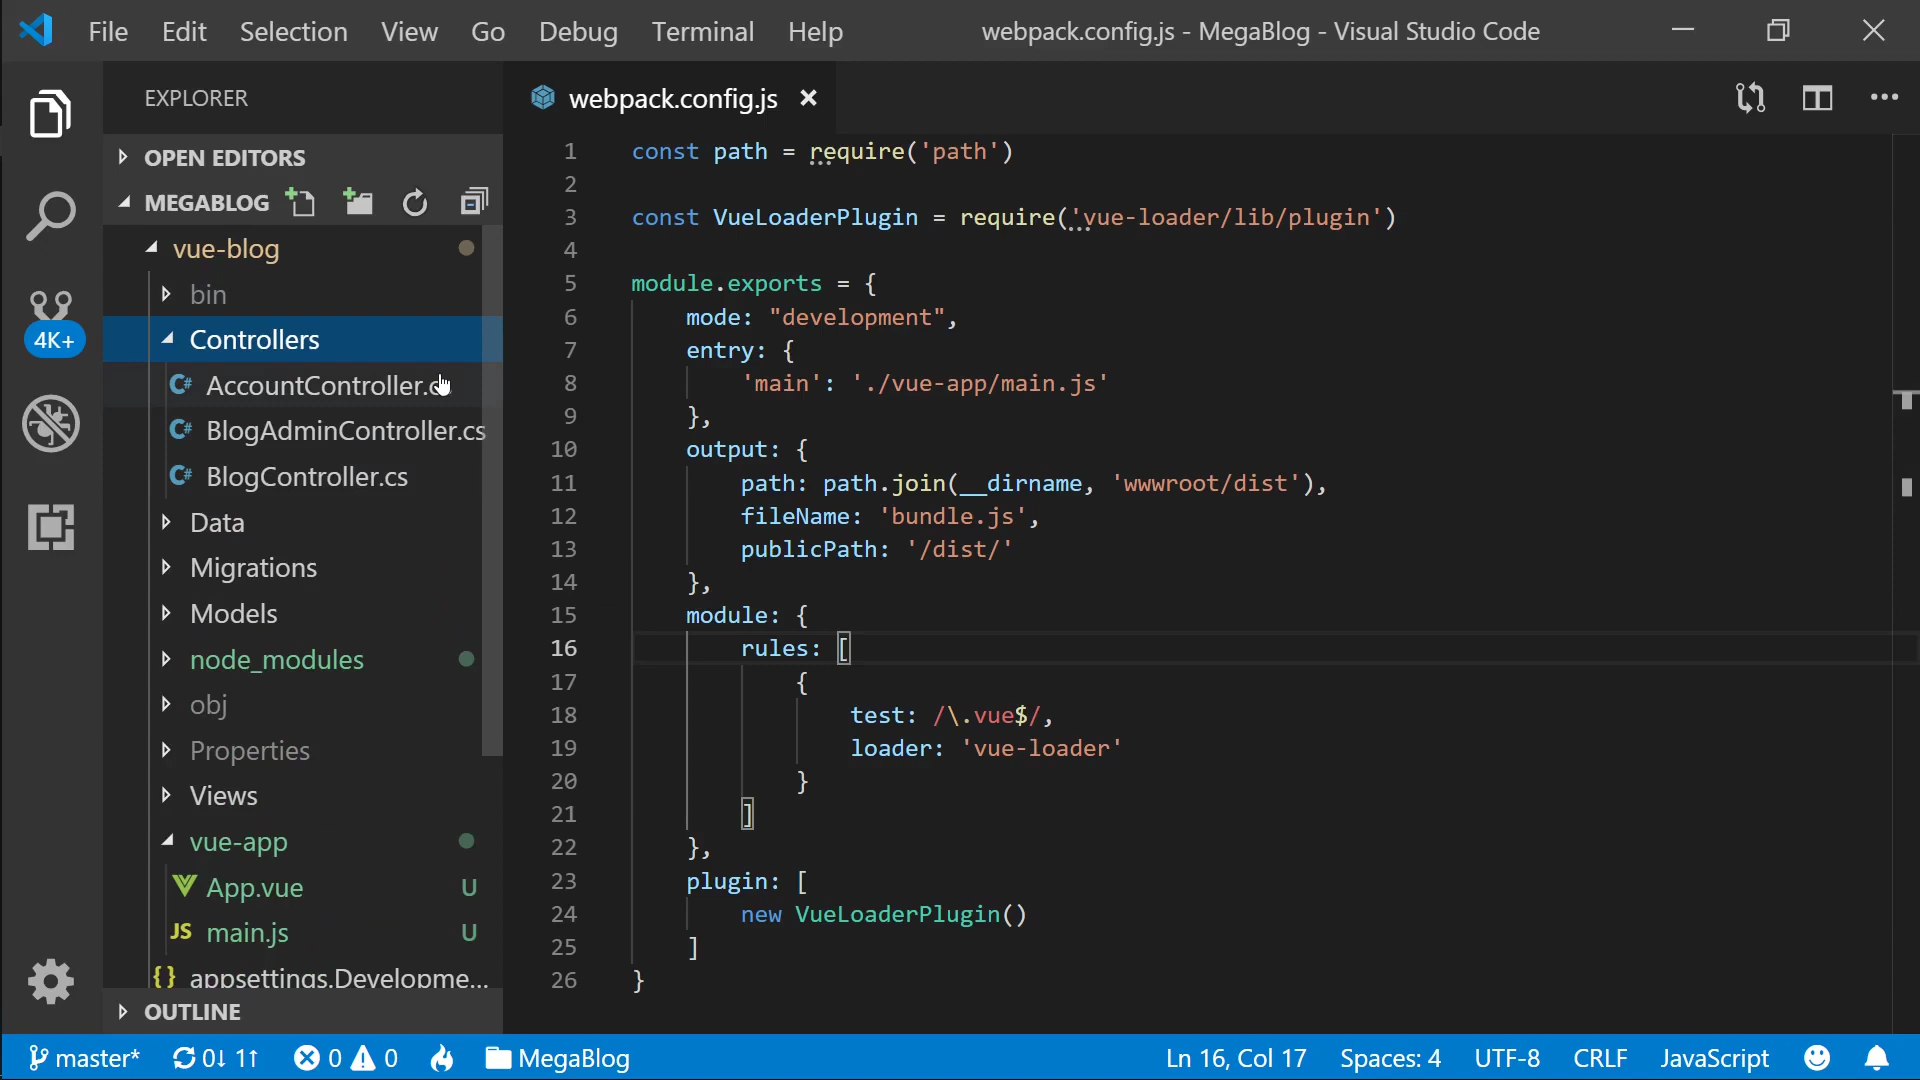 File Edit Selection View Go Debug Terminal Help webpack.config.js - MegaBlog - Visual Studio Code
EXPLORER
OPEN EDITORS
MEGABLOG
vue-blog
bin
Controllers
C# AccountController.
C# BlogAdminController.cs
C# BlogController.cs
Data
Migrations
Models
node_modules
obj
Properties
Views
vue-app
App.vue U
JS main.js U
{} appsettings.Developme...
OUTLINE
4K+
webpack.config.js
1 const path = require('path')
2
3 const VueLoaderPlugin = require('vue-loader/lib/plugin')
4
5 module.exports = {
6 mode: "development",
7 entry: {
8 'main': './vue-app/main.js'
9 },
10 output: {
11 path: path.join(__dirname, 'wwwroot/dist'),
12 fileName: 'bundle.js',
13 publicPath: '/dist/'
14 },
15 module: {
16 rules: [
17 {
18 test: /\.vue$/,
19 loader: 'vue-loader'
20 }
21 ]
22 },
23 plugin: [
24 new VueLoaderPlugin()
25 ]
26 }
master* 0↓ 1↑ 0 0 MegaBlog Ln 16, Col 17 Spaces: 4 UTF-8 CRLF JavaScript